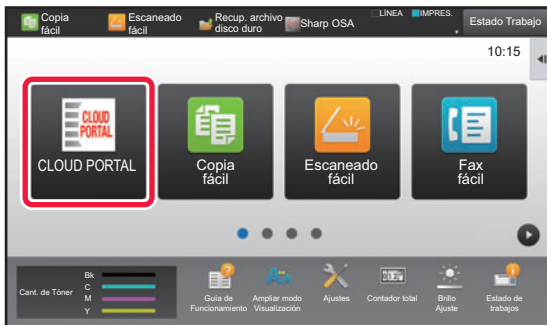 Copia
fácil
Escaneado
fácil
Recup. archivo
disco duro
Sharp OSA
LÍNEA
IMPRES.
Estado Trabajo
10:15
CLOUD
PORTAL
CLOUD PORTAL
Copia
fácil
Escaneado
fácil
Fax
fácil
Cant. de Tóner
Bk
C
M
Y
Guía de
Funcionamiento
Ampliar modo
Visualización
Ajustes
Contador total
Brillo
Ajuste
Estado de
trabajos